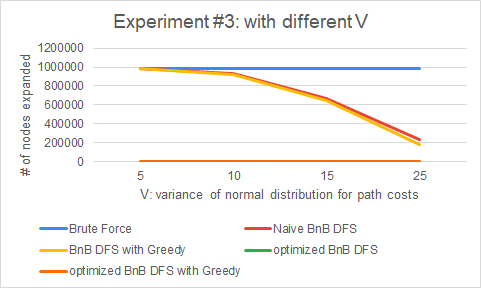 Experiment #3: with different V
# of nodes expanded
1200000
1000000
800000
600000
400000
200000
0
5 10 15 25
V: variance of normal distribution for path costs
Brute Force Naive BnB DFS
BnB DFS with Greedy optimized BnB DFS
optimized BnB DFS with Greedy